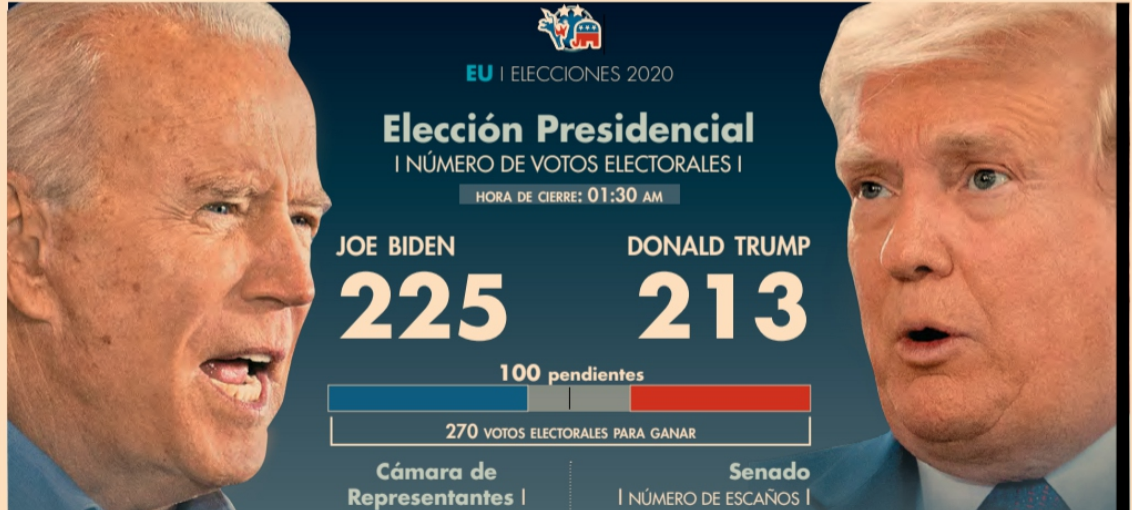 EU | ELECCIONES 2020
Elección Presidencial
| NÚMERO DE VOTOS ELECTORALES |
HORA DE CIERRE: 01:30 AM
JOE BIDEN
225
DONALD TRUMP
213
100 pendientes
270 VOTOS ELECTORALES PARA GANAR
Cámara de
Representantes |
Senado
| NÚMERO DE ESCAÑOS |